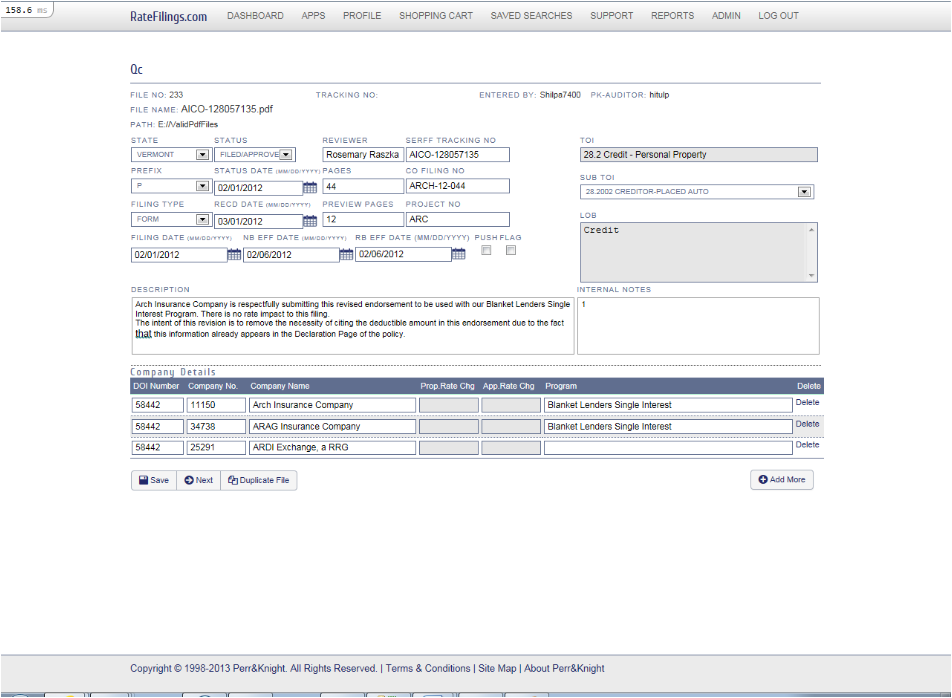 158.6 ms
RateFilings.com DASHBOARD APPS PROFILE SHOPPING CART SAVED SEARCHES SUPPORT REPORTS ADMIN LOG OUT
Qc
FILE NO: 233 TRACKING NO: ENTERED BY: Shilpa7400 PK-AUDITOR: hitulp
FILE NAME: AICO-128057135.pdf
PATH: E://ValidPdfFiles
STATE STATUS REVIEWER SERFF TRACKING NO TOI
VERMONT FILED/APPROVE Rosemary Raszka AICO-128057135 28.2 Credit - Personal Property
PREFIX STATUS DATE (MM/DD/YYYY) PAGES CO FILING NO SUB TOI
P 02/01/2012 44 ARCH-12-044 28.2002 CREDITOR-PLACED AUTO
FILING TYPE RECD DATE (MM/DD/YYYY) PREVIEW PAGES PROJECT NO LOB
FORM 03/01/2012 12 ARC Credit
FILING DATE (MM/DD/YYYY) NB EFF DATE (MM/DD/YYYY) RB EFF DATE (MM/DD/YYYY) PUSH FLAG
02/01/2012 02/06/2012 02/06/2012
DESCRIPTION INTERNAL NOTES
Arch Insurance Company is respectfully submitting this revised endorsement to be used with our Blanket Lenders Single 1
Interest Program. There is no rate impact to this filing.
The intent of this revision is to remove the necessity of citing the deductible amount in this endorsement due to the fact
that this information already appears in the Declaration Page of the policy.
Company Details
DOI Number Company No. Company Name Prop.Rate Chg App.Rate Chg Program Delete
58442 11150 Arch Insurance Company Blanket Lenders Single Interest Delete
58442 34738 ARAG Insurance Company Blanket Lenders Single Interest Delete
58442 25291 ARDI Exchange, a RRG Delete
Save Next Duplicate File Add More
Copyright © 1998-2013 Perr&Knight. All Rights Reserved. | Terms & Conditions | Site Map | About Perr&Knight